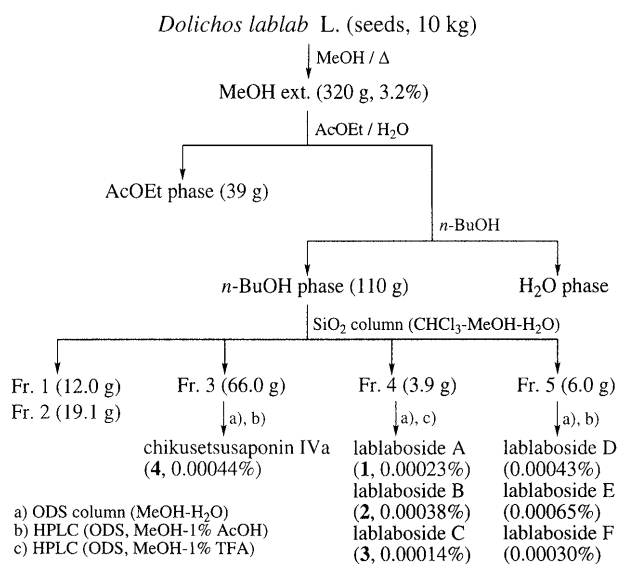 Dolichos lablab L. (seeds, 10 kg)
MeOH / Δ
MeOH ext. (320 g, 3.2%)
AcOEt / H₂O
AcOEt phase (39 g)
n-BuOH
n-BuOH phase (110 g)
H₂O phase
SiO₂ column (CHCl₃-MeOH-H₂O)
Fr. 1 (12.0 g)
Fr. 2 (19.1 g)
Fr. 3 (66.0 g)
Fr. 4 (3.9 g)
Fr. 5 (6.0 g)
a), b)
a), c)
a), b)
chikusetsusaponin IVa
(4, 0.00044%)
lablaboside A
(1, 0.00023%)
lablaboside B
(2, 0.00038%)
lablaboside C
(3, 0.00014%)
lablaboside D
(0.00043%)
lablaboside E
(0.00065%)
lablaboside F
(0.00030%)
a) ODS column (MeOH-H₂O)
b) HPLC (ODS, MeOH-1% AcOH)
c) HPLC (ODS, MeOH-1% TFA)